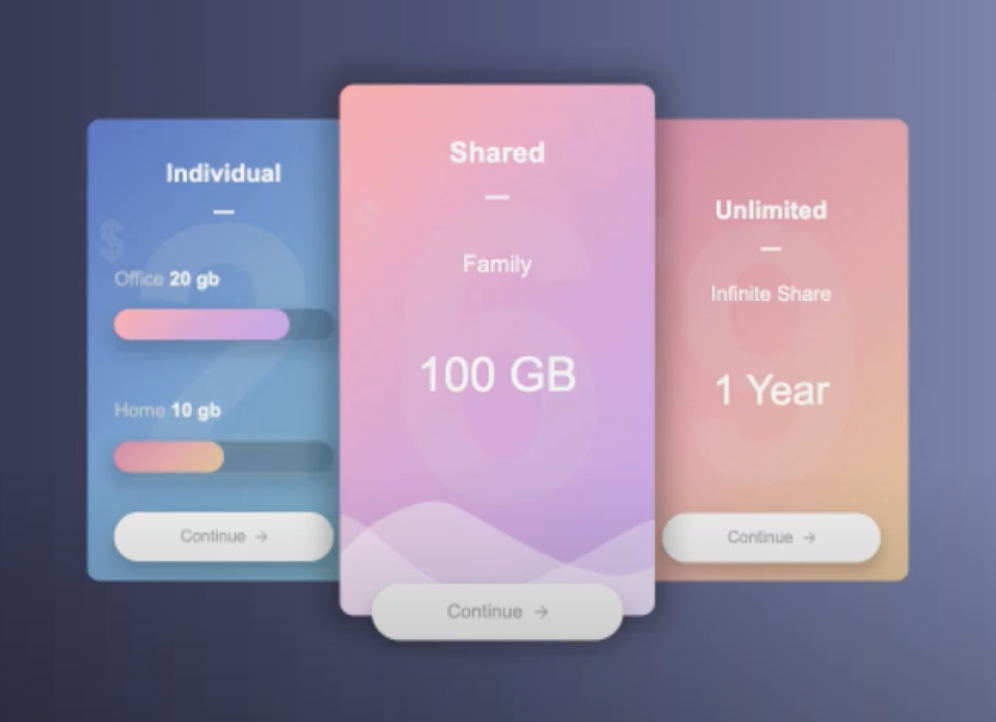 Individual
$
2
Office 20 gb
Home 10 gb
Continue →
Shared
$
6
Family
100 GB
Continue →
Unlimited
9
Infinite Share
1 Year
Continue →